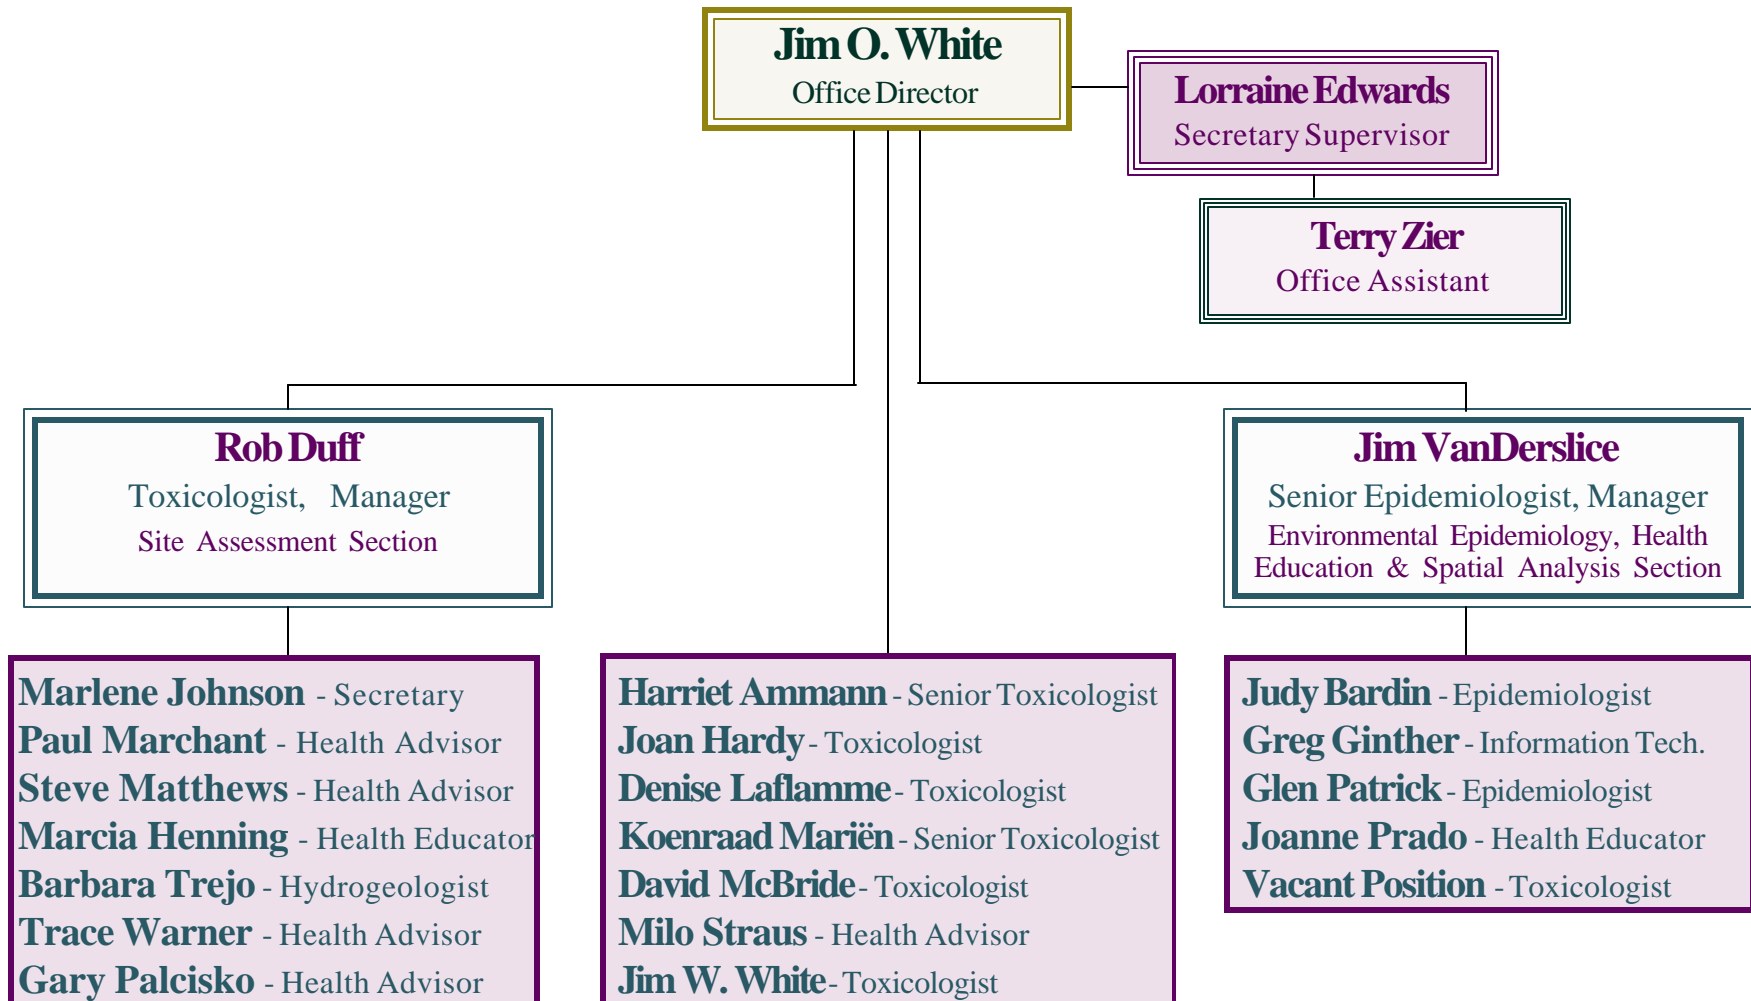 Jim O. White
Office Director
Lorraine Edwards
Secretary Supervisor
Terry Zier
Office Assistant
Rob Duff
Toxicologist, Manager
Site Assessment Section
Jim VanDerslice
Senior Epidemiologist, Manager
Environmental Epidemiology, Health
Education & Spatial Analysis Section
Marlene Johnson - Secretary
Paul Marchant - Health Advisor
Steve Matthews - Health Advisor
Marcia Henning - Health Educator
Barbara Trejo - Hydrogeologist
Trace Warner - Health Advisor
Gary Palcisko - Health Advisor
Harriet Ammann - Senior Toxicologist
Joan Hardy - Toxicologist
Denise Laflamme - Toxicologist
Koenraad Mariën - Senior Toxicologist
David McBride - Toxicologist
Milo Straus - Health Advisor
Jim W. White - Toxicologist
Judy Bardin - Epidemiologist
Greg Ginther - Information Tech.
Glen Patrick - Epidemiologist
Joanne Prado - Health Educator
Vacant Position - Toxicologist